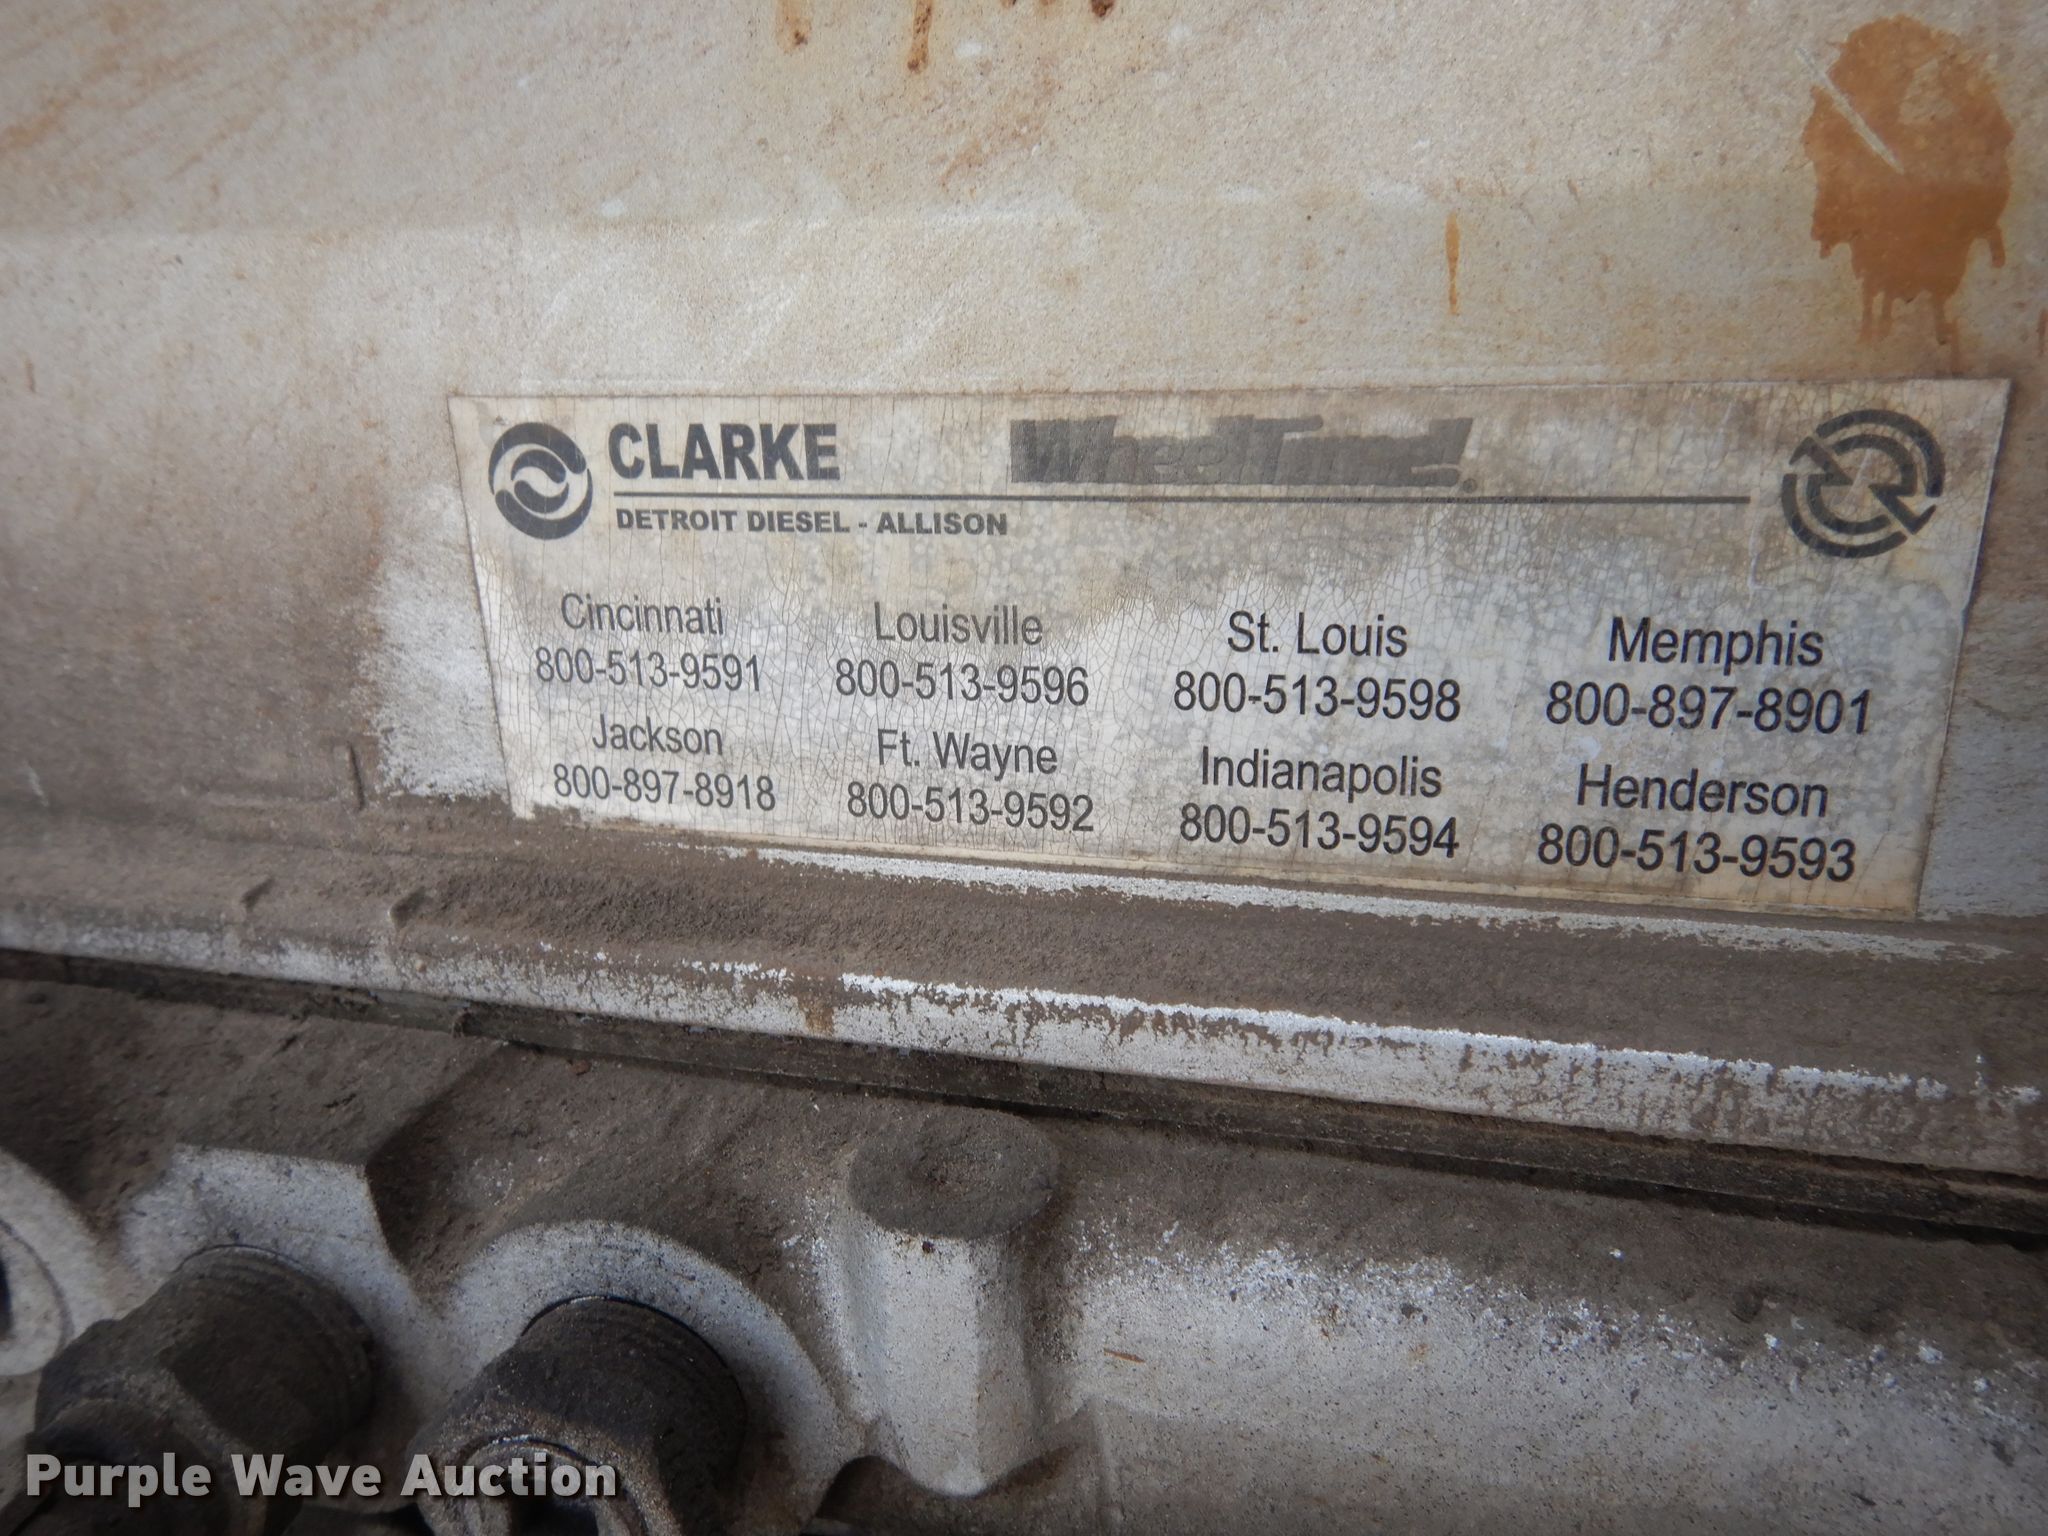 CLARKE
WheelTime!®
DETROIT DIESEL - ALLISON
Cincinnati Louisville St. Louis Memphis
800-513-9591 800-513-9596 800-513-9598 800-897-8901
Jackson Ft. Wayne Indianapolis Henderson
800-897-8918 800-513-9592 800-513-9594 800-513-9593
Purple Wave Auction